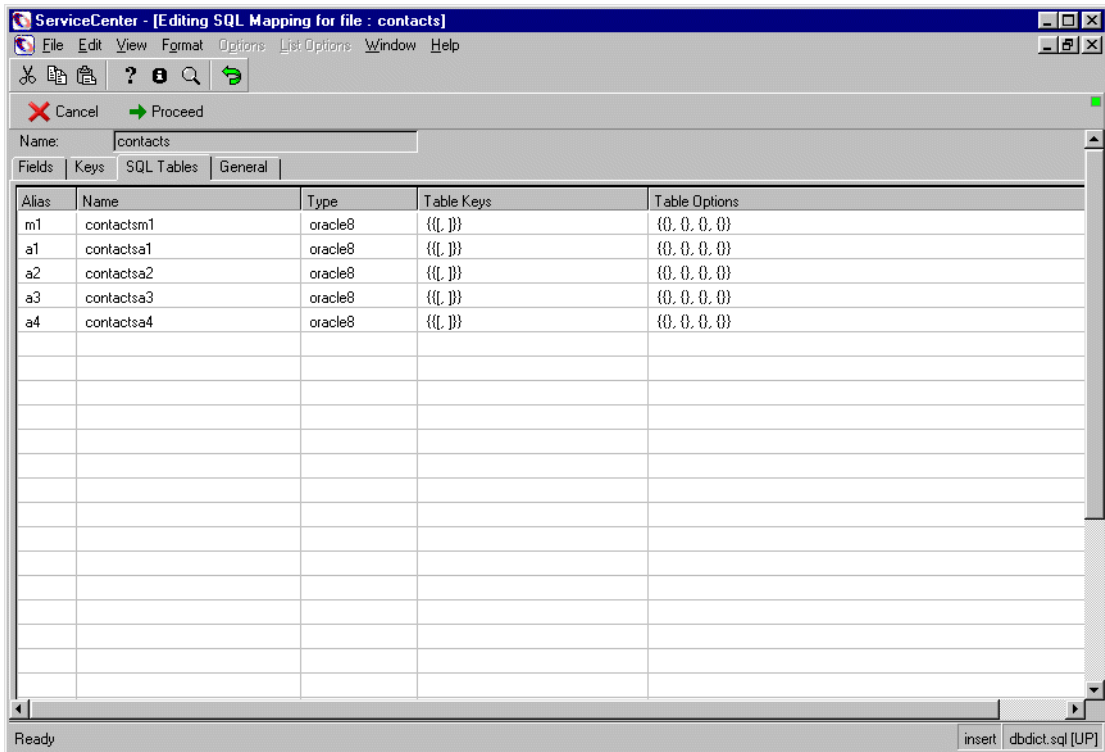 ServiceCenter - [Editing SQL Mapping for file : contacts]
File Edit View Format Options List Options Window Help
Cancel Proceed
Name: contacts
Fields Keys SQL Tables General
Alias Name Type Table Keys Table Options
m1 contactsm1 oracle8 {{[, ]}} {{}, {}, {}, {}}
a1 contactsa1 oracle8 {{[, ]}} {{}, {}, {}, {}}
a2 contactsa2 oracle8 {{[, ]}} {{}, {}, {}, {}}
a3 contactsa3 oracle8 {{[, ]}} {{}, {}, {}, {}}
a4 contactsa4 oracle8 {{[, ]}} {{}, {}, {}, {}}
Ready insert dbdict.sql [UP]